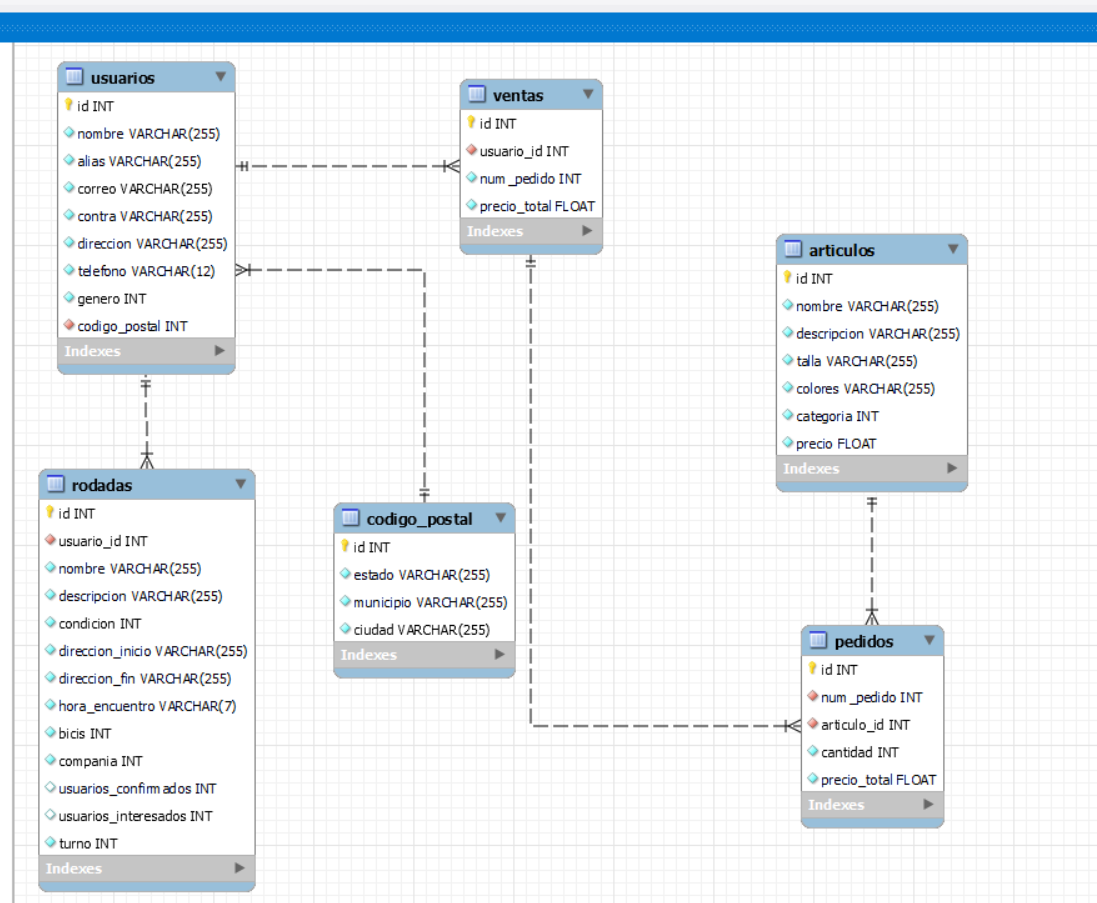 usuarios
id INT
nombre VARCHAR(255)
alias VARCHAR(255)
correo VARCHAR(255)
contra VARCHAR(255)
direccion VARCHAR(255)
telefono VARCHAR(12)
genero INT
codigo_postal INT
Indexes
ventas
id INT
usuario_id INT
num_pedido INT
precio_total FLOAT
Indexes
articulos
id INT
nombre VARCHAR(255)
descripcion VARCHAR(255)
talla VARCHAR(255)
colores VARCHAR(255)
categoria INT
precio FLOAT
Indexes
rodadas
id INT
usuario_id INT
nombre VARCHAR(255)
descripcion VARCHAR(255)
condicion INT
direccion_inicio VARCHAR(255)
direccion_fin VARCHAR(255)
hora_encuentro VARCHAR(7)
bicis INT
compania INT
usuarios_confirmados INT
usuarios_interesados INT
turno INT
Indexes
codigo_postal
id INT
estado VARCHAR(255)
municipio VARCHAR(255)
ciudad VARCHAR(255)
Indexes
pedidos
id INT
num_pedido INT
articulo_id INT
cantidad INT
precio_total FLOAT
Indexes